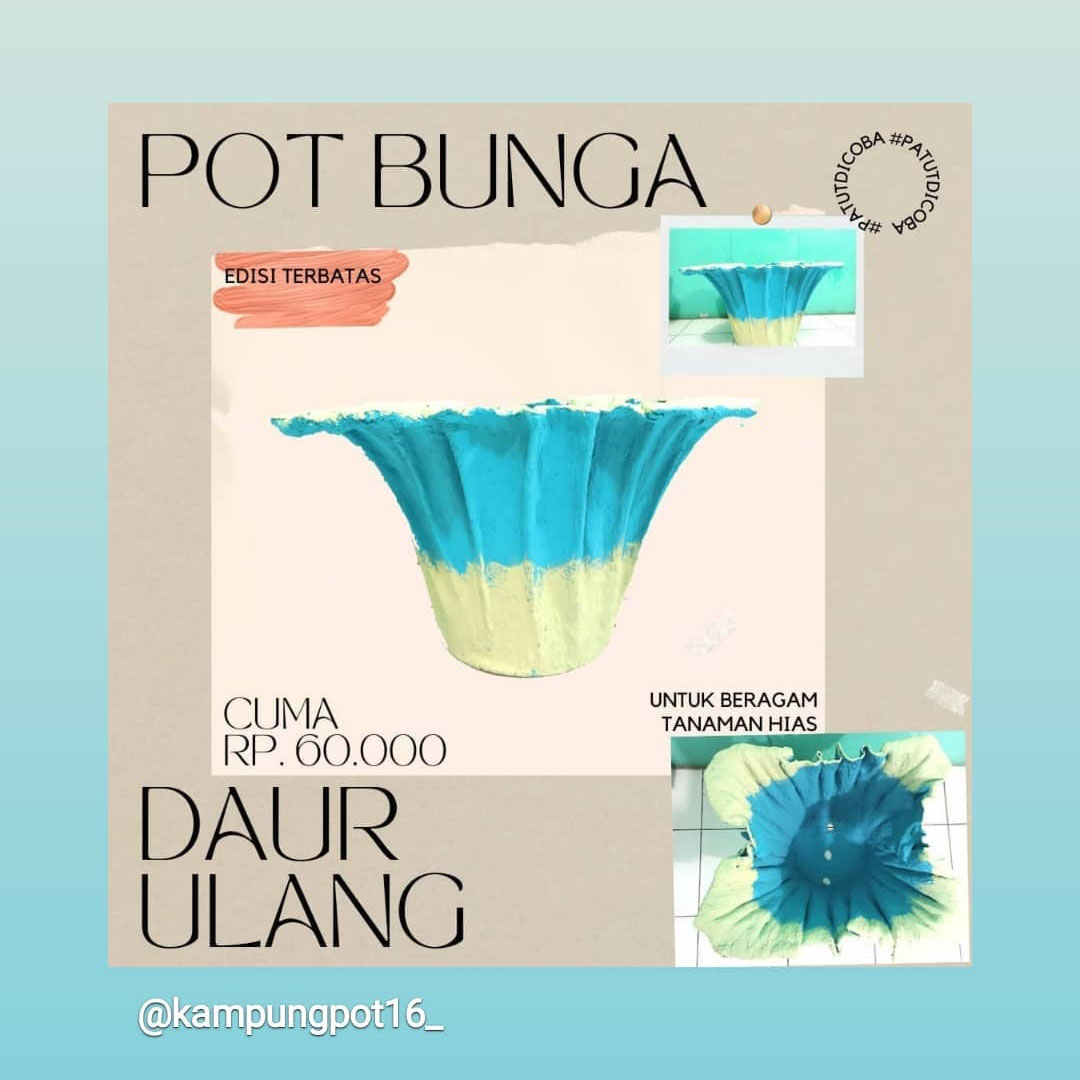 POT BUNGA
#PATUTDICOBA #PATUTDICOBA
EDISI TERBATAS
CUMA
RP. 60.000
UNTUK BERAGAM
TANAMAN HIAS
DAUR
ULANG
@kampungpot16_